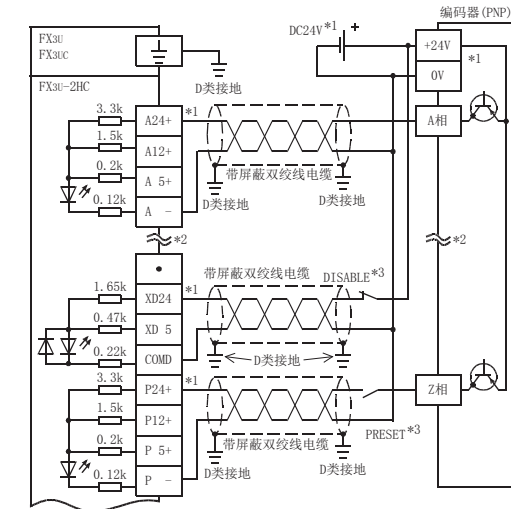 编码器(PNP)
FX3U
FX3UC
DC24V*1 +
+24V
*1
0V
D类接地
FX3U-2HC
3.3k A24+ *1
A相
1.5k A12+
0.2k A 5+
带屏蔽双绞线电缆
0.12k A -
D类接地 D类接地
*2 *2
带屏蔽双绞线电缆 DISABLE*3
1.65k XD24 *1
0.47k XD 5
0.22k COMD
D类接地
3.3k P24+ *1
Z相
1.5k P12+
PRESET*3
0.2k P 5+
带屏蔽双绞线电缆
0.12k P -
D类接地 D类接地